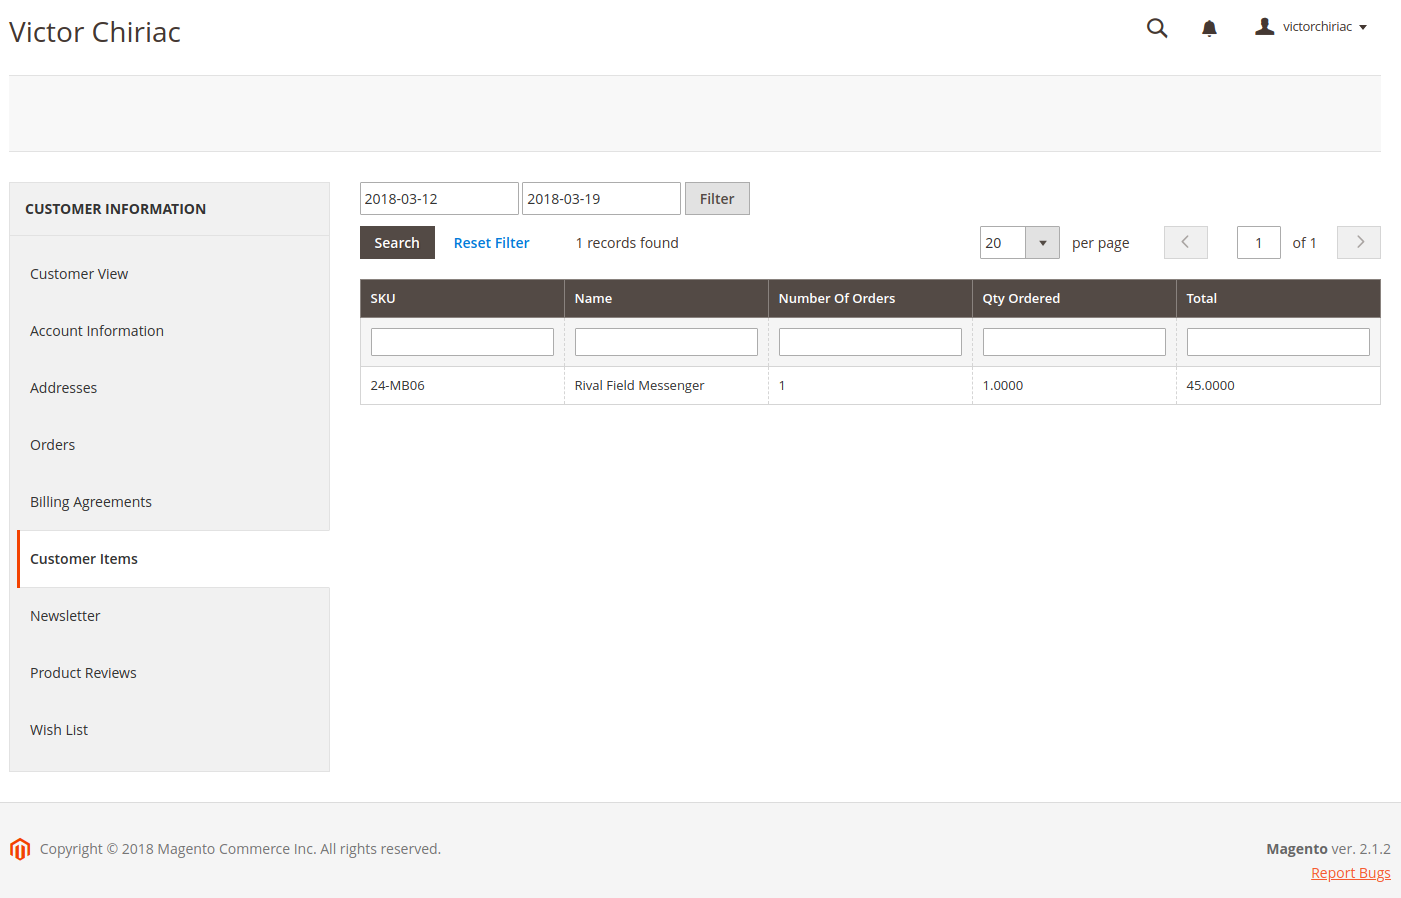 Victor Chiriac
victorchiriac
CUSTOMER INFORMATION
Customer View
Account Information
Addresses
Orders
Billing Agreements
Customer Items
Newsletter
Product Reviews
Wish List
2018-03-12 2018-03-19 Filter
Search Reset Filter 1 records found 20 per page 1 of 1
SKU Name Number Of Orders Qty Ordered Total
24-MB06 Rival Field Messenger 1 1.0000 45.0000
Copyright © 2018 Magento Commerce Inc. All rights reserved.
Magento ver. 2.1.2
Report Bugs